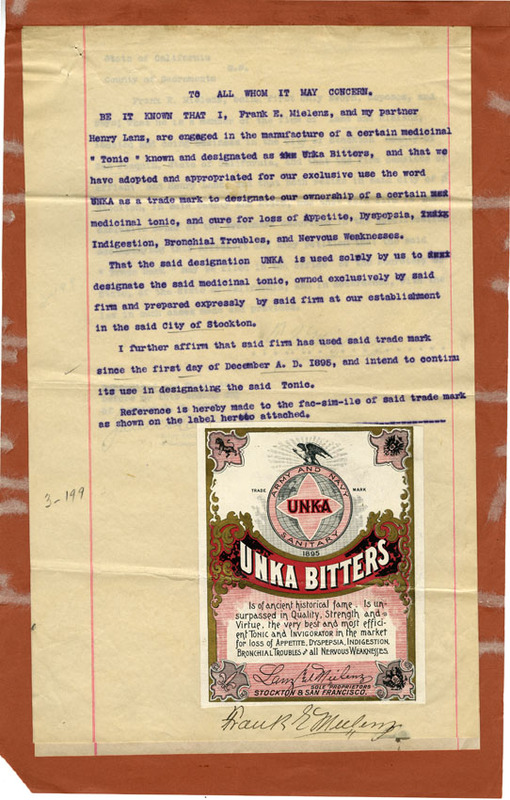 State of California
s.s.
County of Sacramento
TO ALL WHOM IT MAY CONCERN.
BE IT KNOWN THAT I, Frank E. Mielenz, and my partner
Henry Lanz, are engaged in the manufacture of a certain medicinal
" Tonic " known and designated as the Unka Bitters, and that we
have adopted and appropriated for our exclusive use the word
UNKA as a trade mark to designate our ownership of a certain
medicinal tonic, and cure for loss of Appetite, Dyspepsia,
Indigestion, Bronchial Troubles, and Nervous Weaknesses.
That the said designation UNKA is used solely by us to
designate the said medicinal tonic, owned exclusively by said
firm and prepared expressly by said firm at our establishment
in the said City of Stockton.
I further affirm that said firm has used said trade mark
since the first day of December A. D. 1895, and intend to continu
its use in designating the said Tonic.
Reference is hereby made to the fac-sim-ile of said trade mark
as shown on the label hereto attached.
3-199
TRADE MARK
ARMY AND NAVY
UNKA
SANITARY
1895
UNKA BITTERS
Is of ancient historical fame. Is un-
surpassed in Quality, Strength and
Virtue, the very best and most effici-
ent TONIC and INVIGORATOR in the market
for loss of APPETITE, DYSPEPSIA, INDIGESTION,
BRONCHIAL TROUBLES and all NERVOUS WEAKNESSES.
Lanz & Mielenz
SOLE PROPRIETORS
STOCKTON & SAN FRANCISCO.
Frank E Mielenz